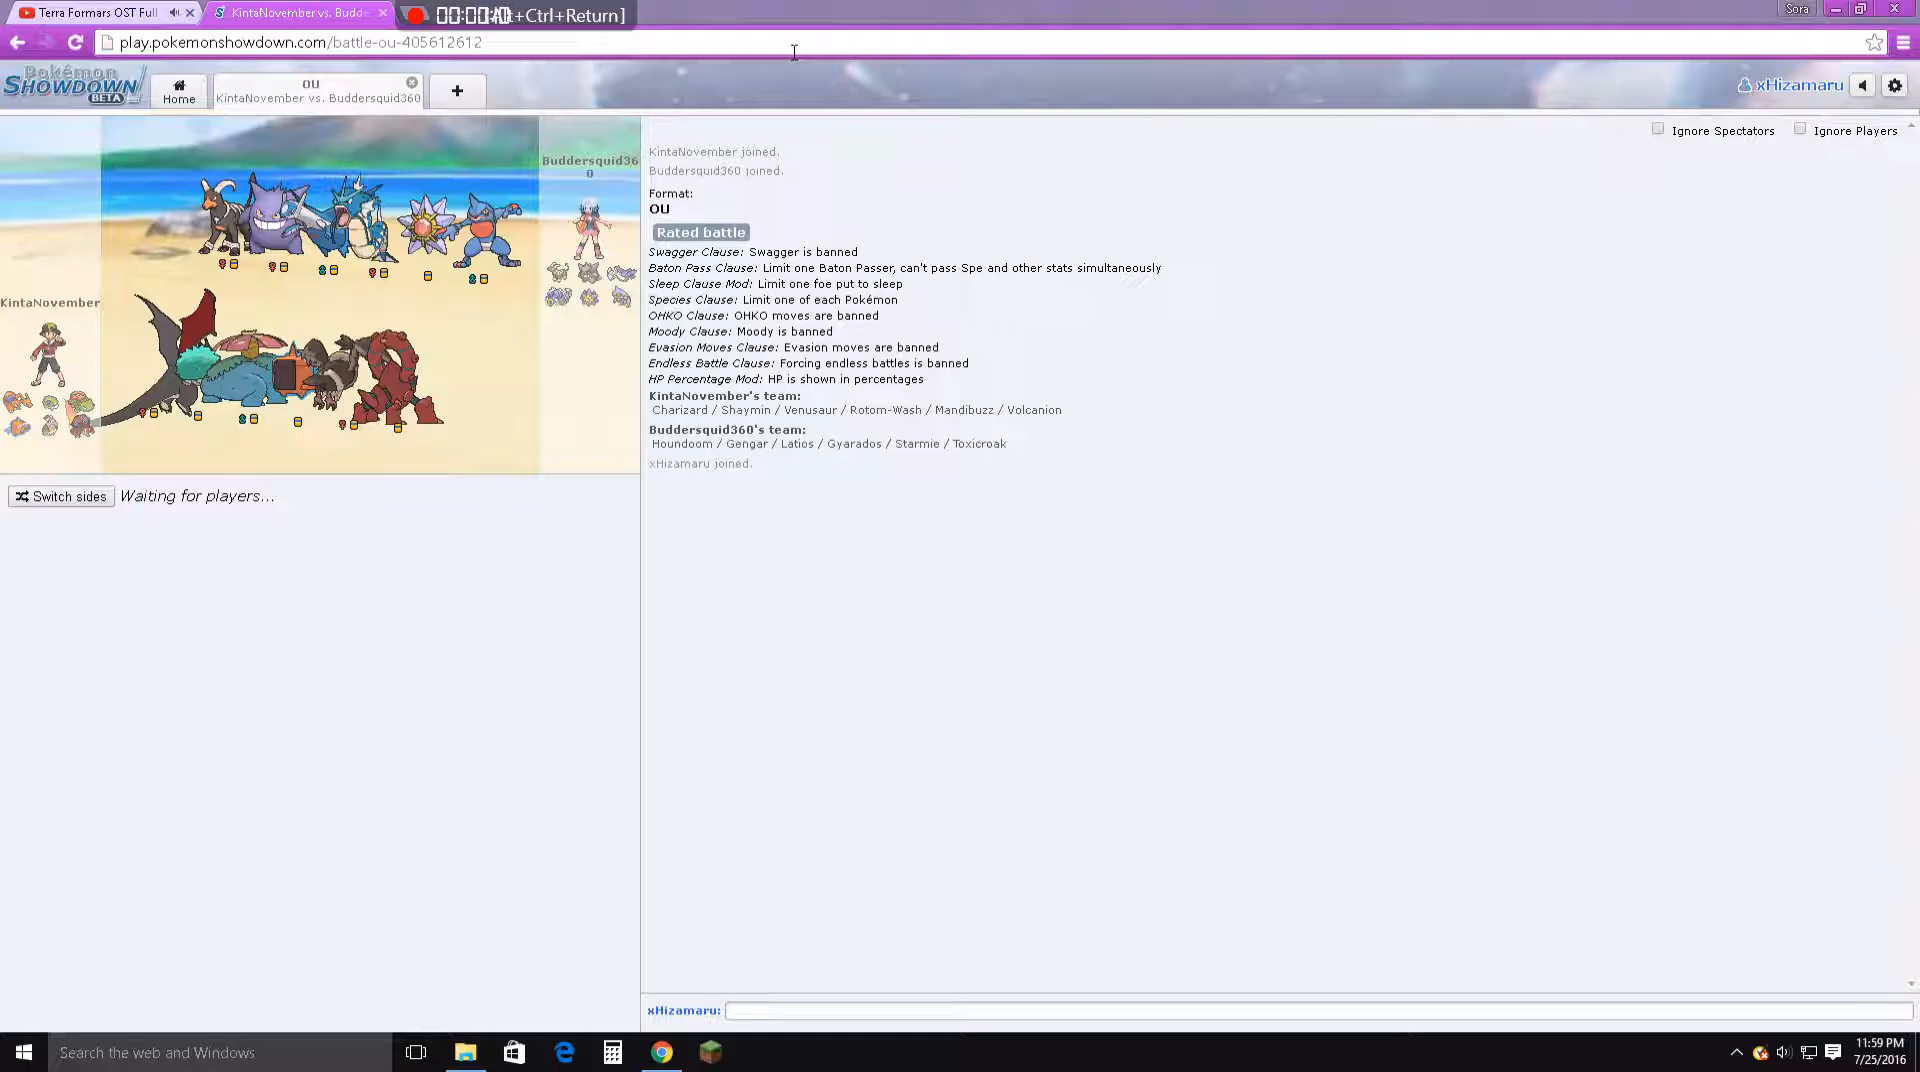 Terra Formars OST Full
KintaNovember vs. Budde
Sora
play.pokemonshowdown.com/battle-ou-405612612
Pokémon
SHOWDOWN
BETA
Home
OU
KintaNovember vs. Buddersquid360
+
xHizamaru
Ignore Spectators
Ignore Players
Buddersquid36
0
KintaNovember
Switch sides
Waiting for players...
KintaNovember joined.
Buddersquid360 joined.
Format:
OU
Rated battle
Swagger Clause: Swagger is banned
Baton Pass Clause: Limit one Baton Passer, can't pass Spe and other stats simultaneously
Sleep Clause Mod: Limit one foe put to sleep
Species Clause: Limit one of each Pokémon
OHKO Clause: OHKO moves are banned
Moody Clause: Moody is banned
Evasion Moves Clause: Evasion moves are banned
Endless Battle Clause: Forcing endless battles is banned
HP Percentage Mod: HP is shown in percentages
KintaNovember's team:
Charizard / Shaymin / Venusaur / Rotom-Wash / Mandibuzz / Volcanion
Buddersquid360's team:
Houndoom / Gengar / Latios / Gyarados / Starmie / Toxicroak
xHizamaru joined.
xHizamaru:
Search the web and Windows
11:59 PM
7/25/2016